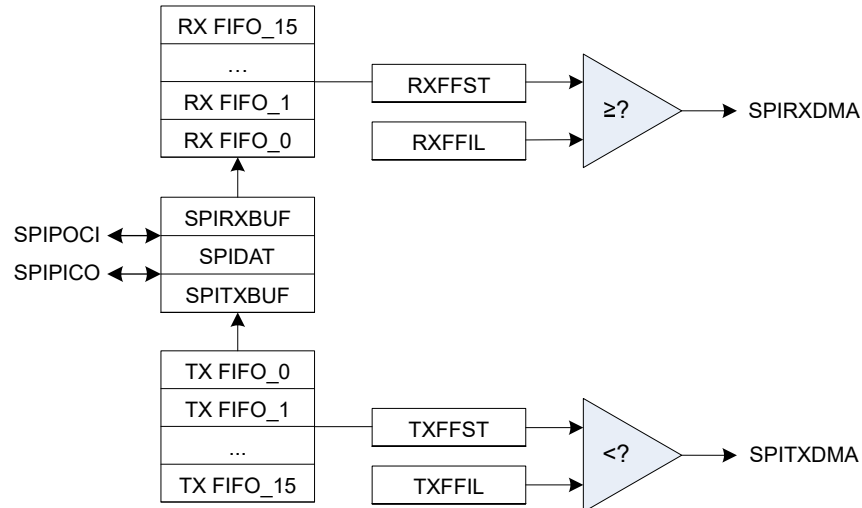 RX FIFO_15
...
RX FIFO_1
RX FIFO_0
RXFFST
RXFFIL
≥?
SPIRXDMA
SPIPOCI
SPIPICO
SPIRXBUF
SPIDAT
SPITXBUF
TX FIFO_0
TX FIFO_1
...
TX FIFO_15
TXFFST
TXFFIL
<?
SPITXDMA